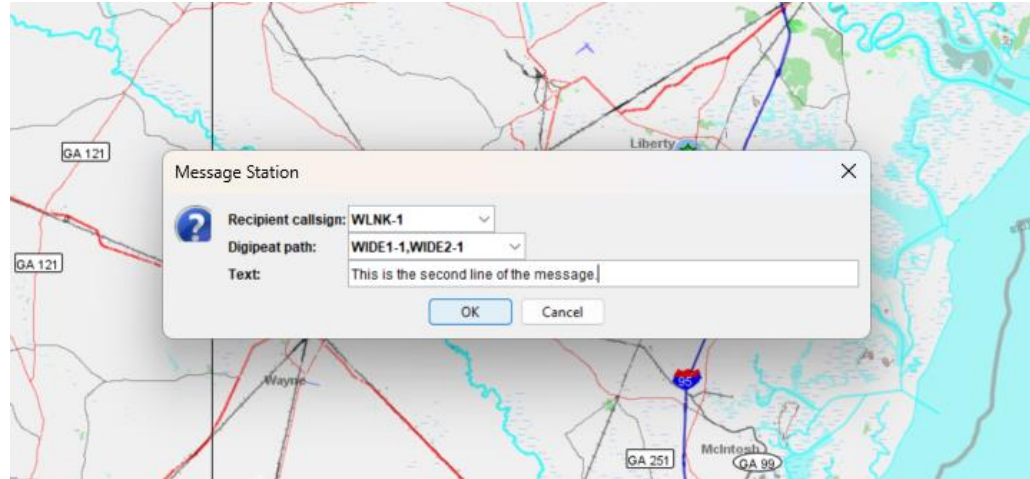 Liberty
GA 121
Message Station
Recipient callsign: WLNK-1
Digipeat path: WIDE1-1,WIDE2-1
GA 121
Text: This is the second line of the message.
OK Cancel
Wayne
95
McIntosh
GA 251
GA 99